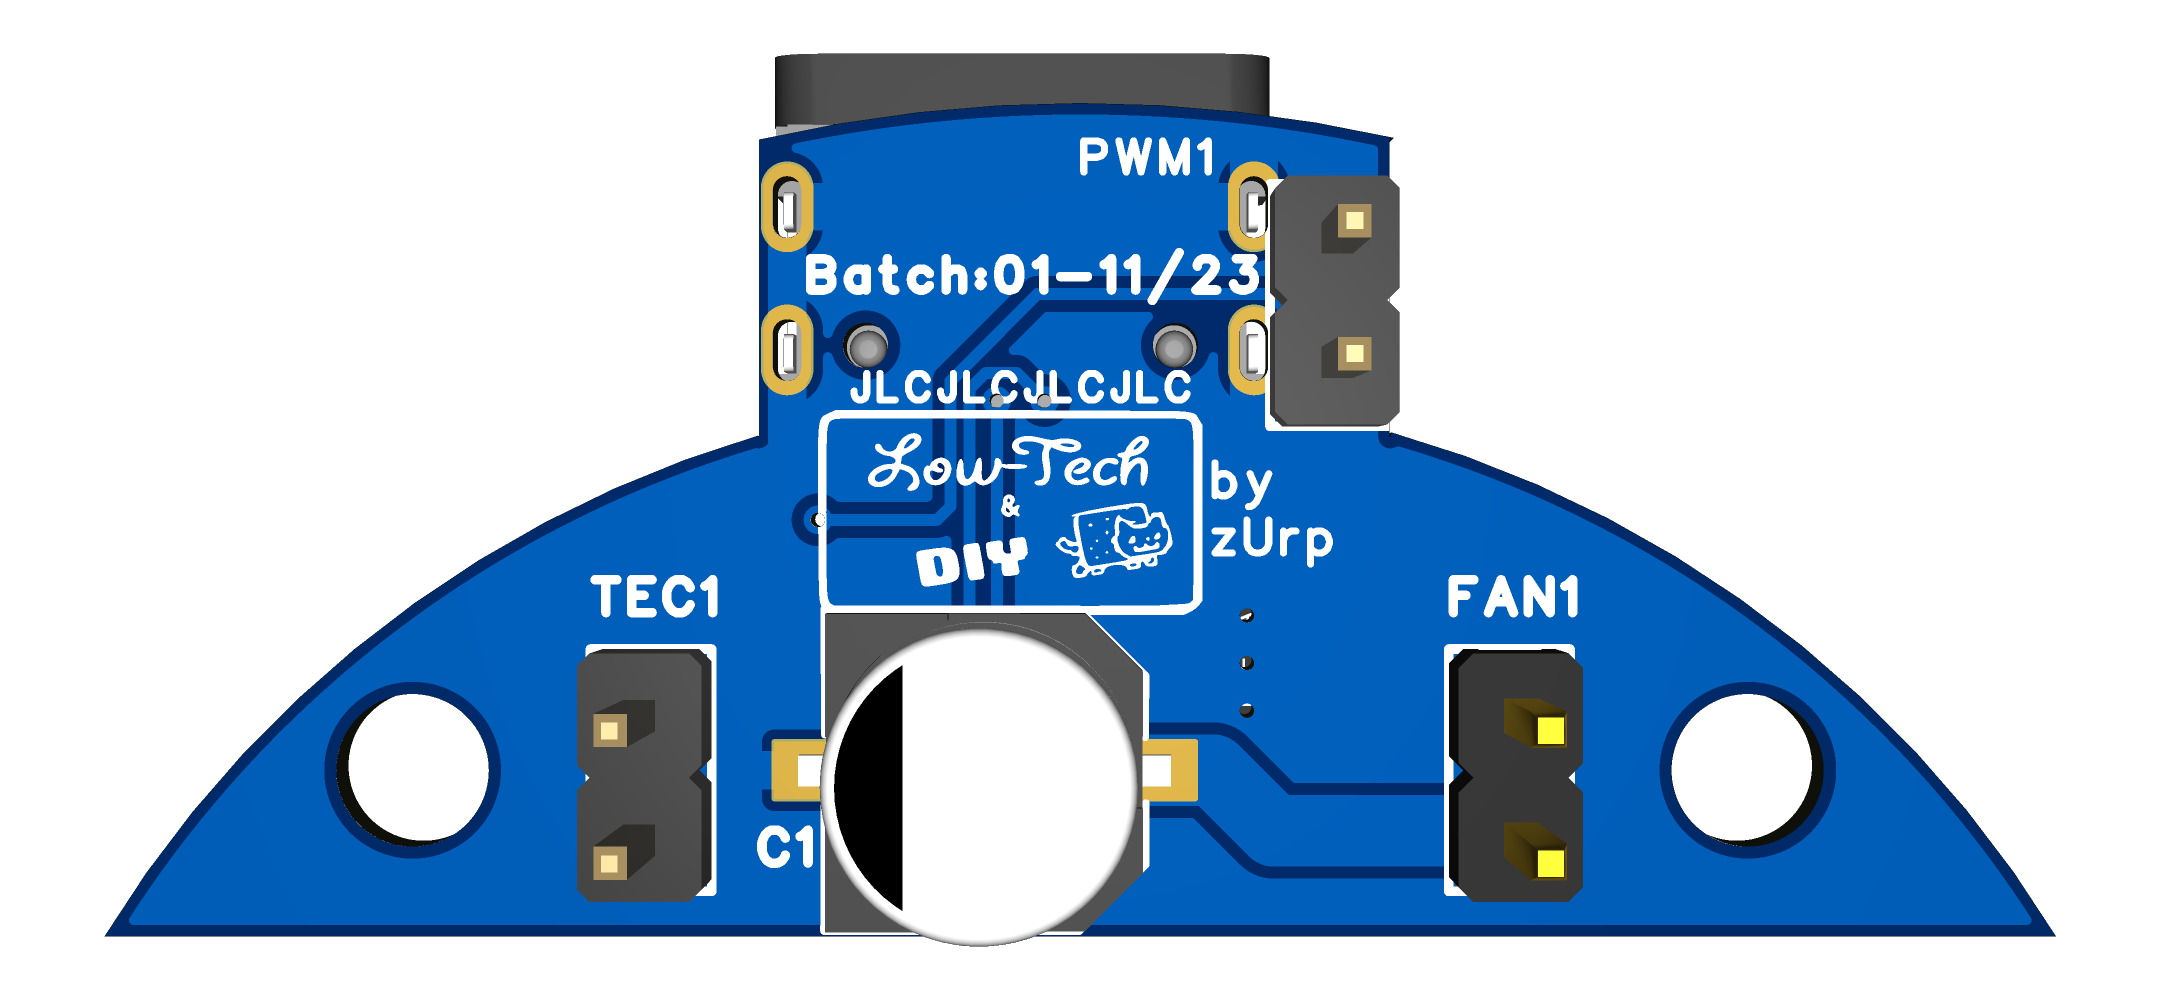 PWM1
Batch:01-11/23
JLCJLCJLCJLC
Low-Tech
&
DIY
by
zUrp
TEC1
FAN1
C1